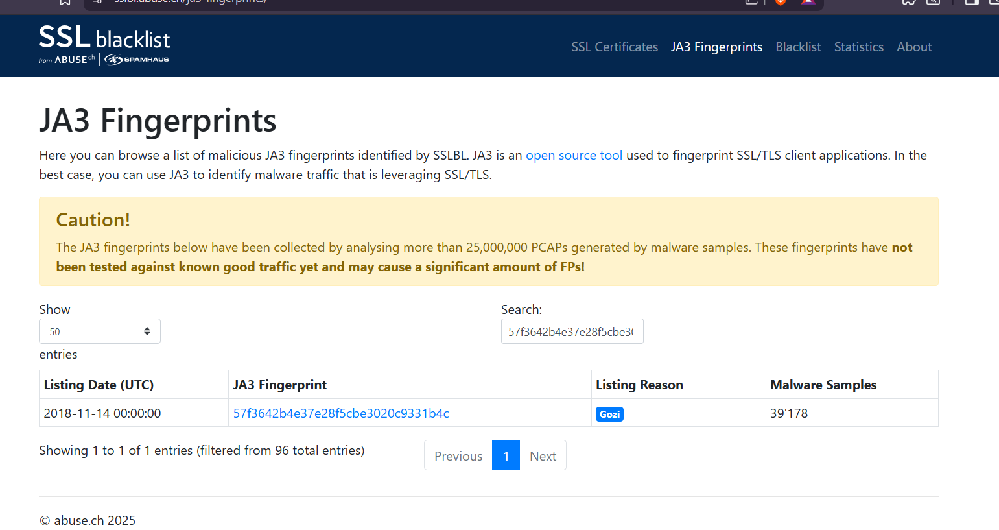 SSL blacklist
from ABUSE ch | SPAMHAUS
SSL Certificates JA3 Fingerprints Blacklist Statistics About
JA3 Fingerprints
Here you can browse a list of malicious JA3 fingerprints identified by SSLBL. JA3 is an open source tool used to fingerprint SSL/TLS client applications. In the
best case, you can use JA3 to identify malware traffic that is leveraging SSL/TLS.
Caution!
The JA3 fingerprints below have been collected by analysing more than 25,000,000 PCAPs generated by malware samples. These fingerprints have not
been tested against known good traffic yet and may cause a significant amount of FPs!
Show
50
entries
Search:
57f3642b4e37e28f5cbe30
Listing Date (UTC) JA3 Fingerprint Listing Reason Malware Samples
2018-11-14 00:00:00 57f3642b4e37e28f5cbe3020c9331b4c Gozi 39'178
Showing 1 to 1 of 1 entries (filtered from 96 total entries)
Previous 1 Next
© abuse.ch 2025